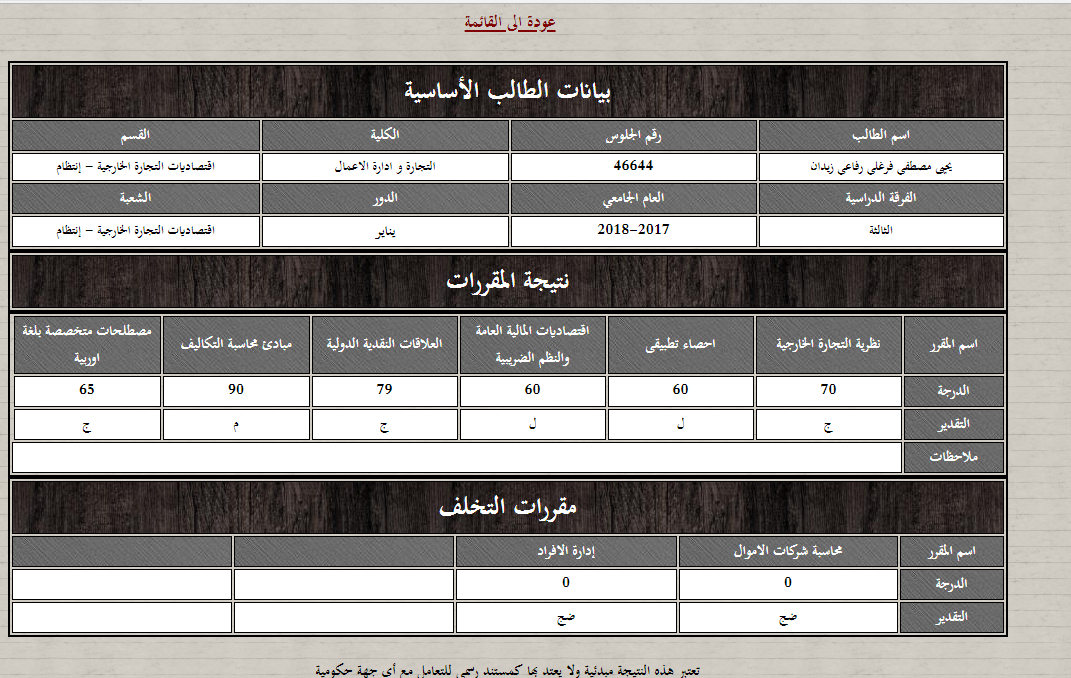 عودة الى القائمة
بيانات الطالب الأساسية
اسم الطالب رقم الجلوس الكلية القسم
يحيى مصطفى فرغلى رفاعي زيدان 46644 التجارة و ادارة الاعمال اقتصاديات التجارة الخارجية – إنتظام
الفرقة الدراسية العام الجامعي الدور الشعبة
الثالثة 2017–2018 يناير اقتصاديات التجارة الخارجية – إنتظام
نتيجة المقررات
اسم المقرر نظرية التجارة الخارجية احصاء تطبيقى اقتصاديات المالية العامة والنظم الضريبية العلاقات النقدية الدولية مبادئ محاسبة التكاليف مصطلحات متخصصة بلغة اوربية
الدرجة 70 60 60 79 90 65
التقدير ج ل ل ج م ج
ملاحظات
مقررات التخلف
اسم المقرر محاسبة شركات الاموال إدارة الافراد
الدرجة 0 0
التقدير ضج ضج
تعتبر هذه النتيجة مبدئية ولا يعتد بها كمستند رسمي للتعامل مع أى جهة حكومية